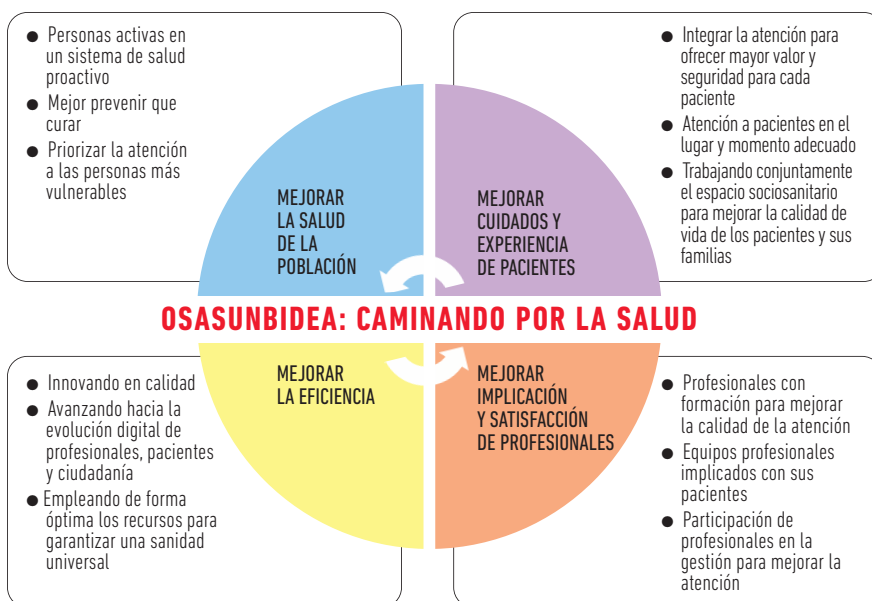 ● Personas activas en
un sistema de salud
proactivo
● Mejor prevenir que
curar
● Priorizar la atención
a las personas más
vulnerables
● Integrar la atención para
ofrecer mayor valor y
seguridad para cada
paciente
● Atención a pacientes en el
lugar y momento adecuado
● Trabajando conjuntamente
el espacio sociosanitario
para mejorar la calidad de
vida de los pacientes y sus
familias
MEJORAR
LA SALUD
DE LA
POBLACIÓN
MEJORAR
CUIDADOS Y
EXPERIENCIA
DE PACIENTES
OSASUNBIDEA: CAMINANDO POR LA SALUD
MEJORAR
LA EFICIENCIA
MEJORAR
IMPLICACIÓN
Y SATISFACCIÓN
DE PROFESIONALES
● Innovando en calidad
● Avanzando hacia la
evolución digital de
profesionales, pacientes
y ciudadanía
● Empleando de forma
óptima los recursos para
garantizar una sanidad
universal
● Profesionales con
formación para mejorar
la calidad de la atención
● Equipos profesionales
implicados con sus
pacientes
● Participación de
profesionales en la
gestión para mejorar la
atención